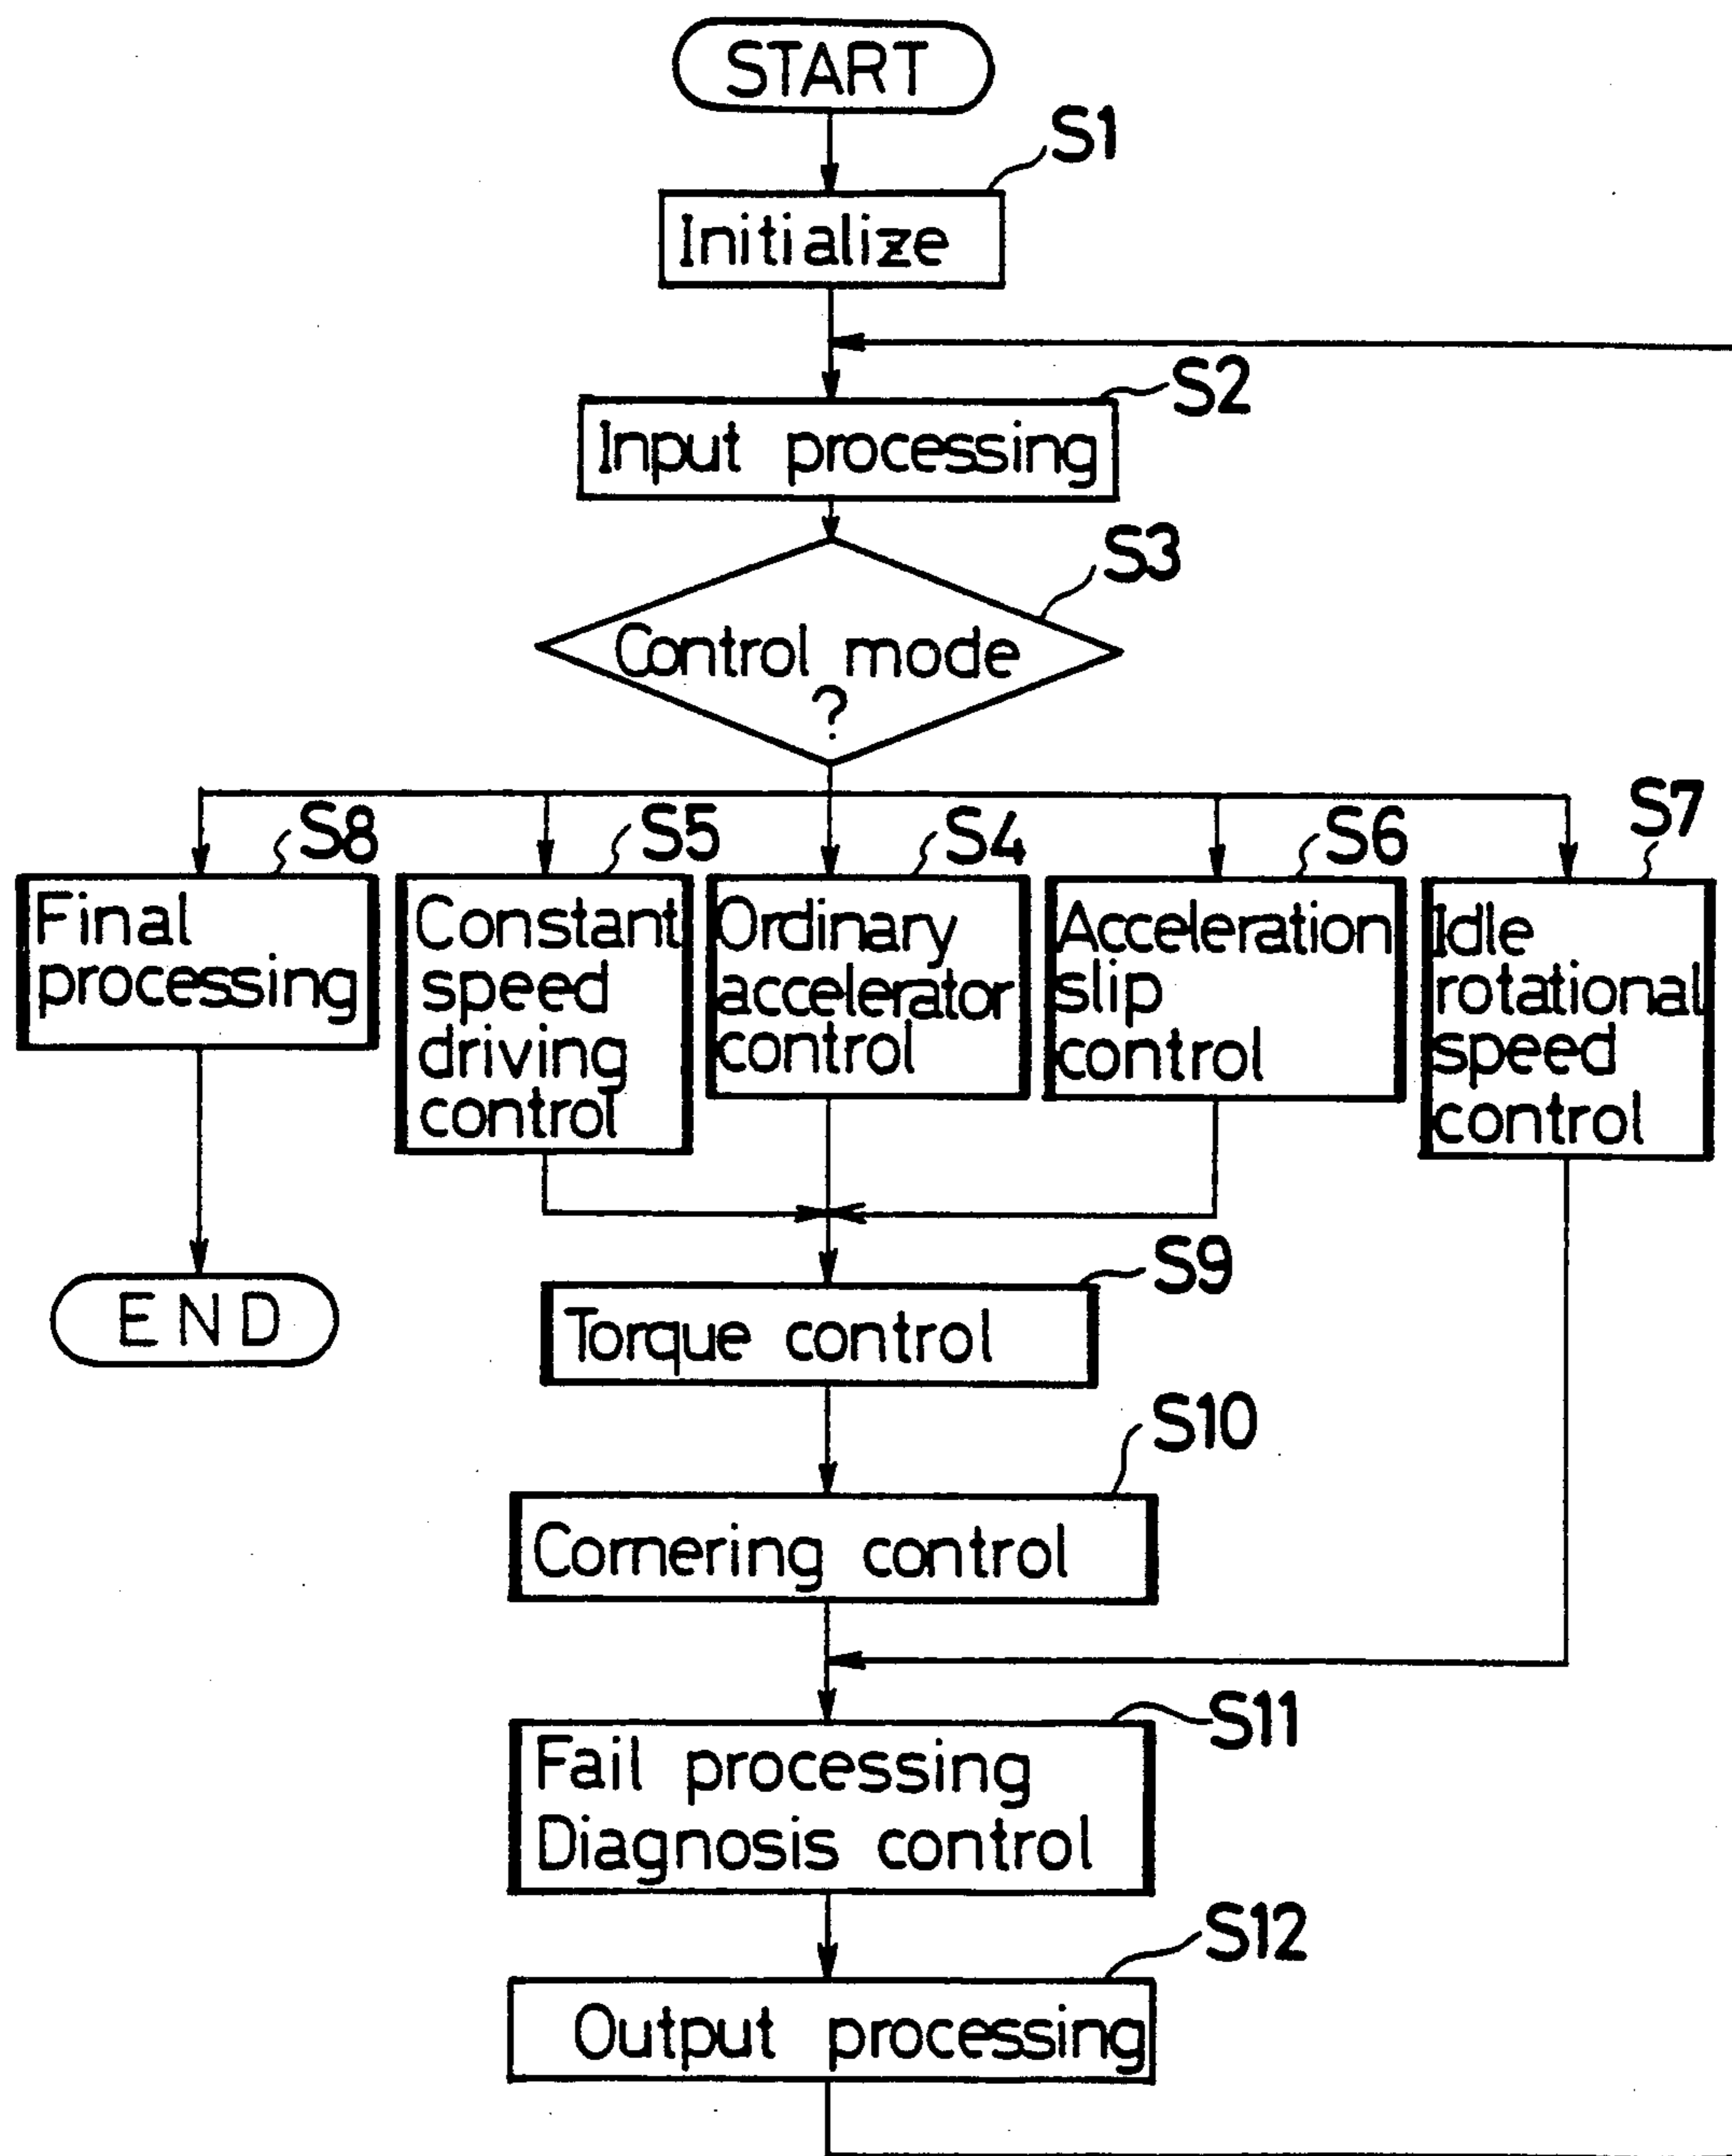 START
S1
Initialize
S2
Input processing
S3
Control mode
?
S8
Final
processing
S5
Constant
speed
driving
control
S4
Ordinary
accelerator
control
S6
Acceleration
slip
control
S7
Idle
rotational
speed
control
END
S9
Torque control
S10
Cornering control
S11
Fail processing
Diagnosis control
S12
Output processing